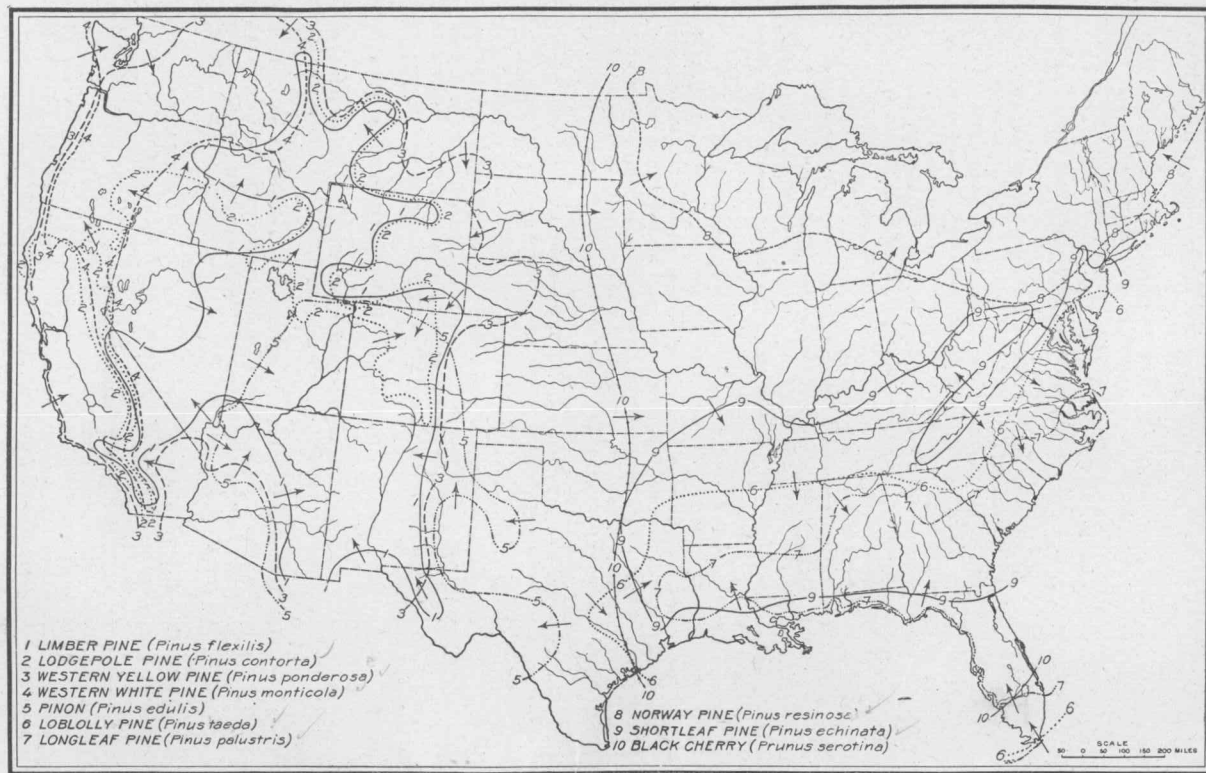 1 LIMBER PINE (Pinus flexilis)
2 LODGEPOLE PINE (Pinus contorta)
3 WESTERN YELLOW PINE (Pinus ponderosa)
4 WESTERN WHITE PINE (Pinus monticola)
5 PINON (Pinus edulis)
6 LOBLOLLY PINE (Pinus taeda)
7 LONGLEAF PINE (Pinus palustris)
8 NORWAY PINE (Pinus resinosa)
9 SHORTLEAF PINE (Pinus echinata)
10 BLACK CHERRY (Prunus serotina)
SCALE
50 0 50 100 150 200 MILES